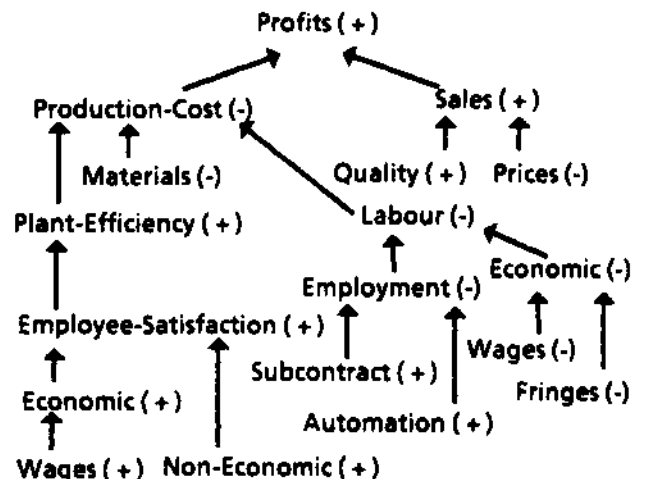 Profits (+)
Production-Cost (-)
Sales (+)
Materials (-)
Quality (+)
Prices (-)
Plant-Efficiency (+)
Labour (-)
Economic (-)
Employment (-)
Employee-Satisfaction (+)
Wages (-)
Subcontract (+)
Fringes (-)
Economic (+)
Automation (+)
Wages (+)
Non-Economic (+)